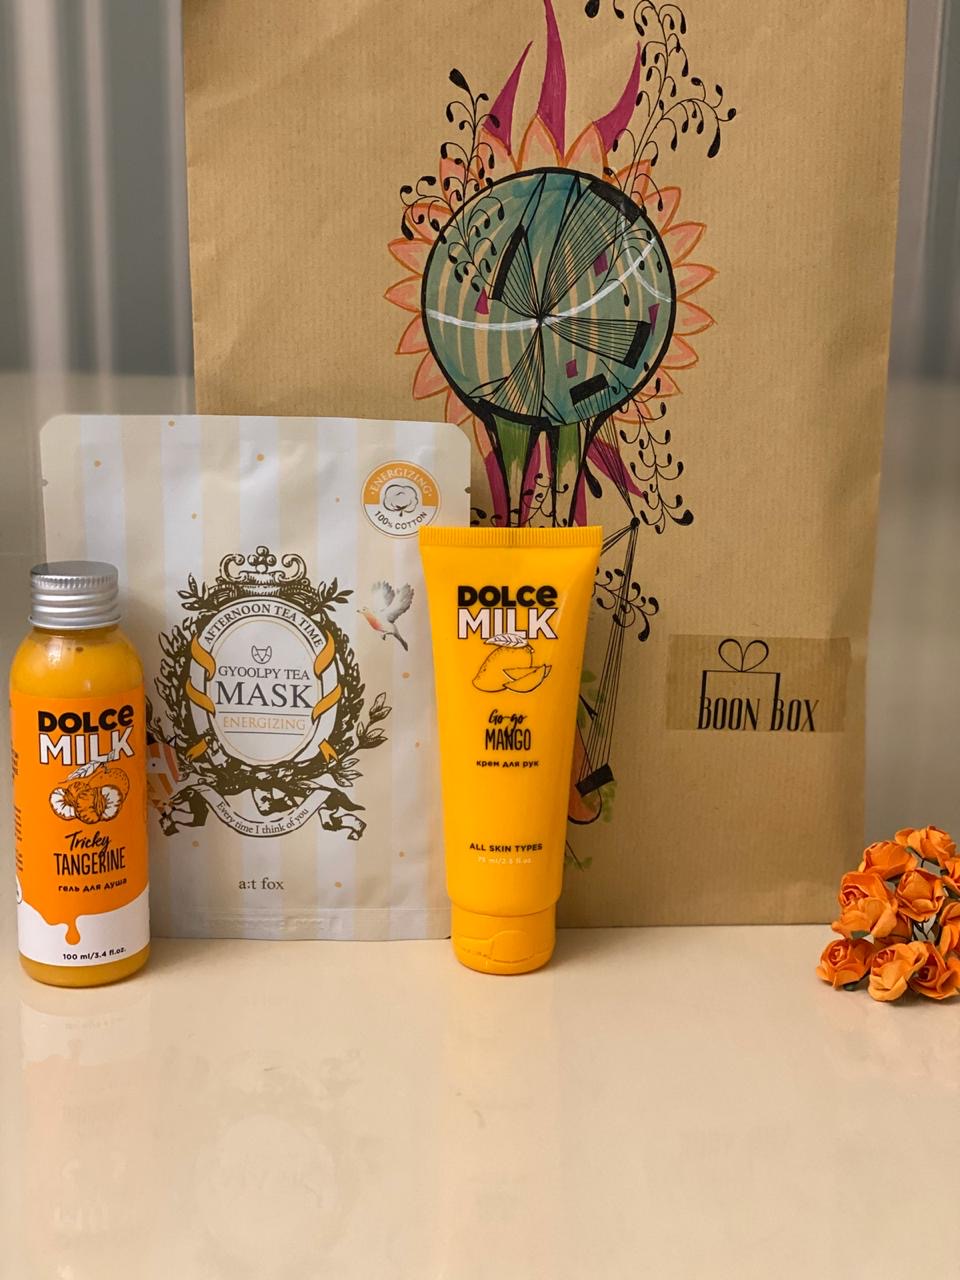 DOLCE
MILK
Tricky
TANGERINE
гель для душа
100 ml/3.4 fl.oz.
ENERGIZING
100% COTTON
AFTERNOON TEA TIME
GYOOLPY TEA
MASK
ENERGIZING
Every time I think of you
a:t fox
DOLCE
MILK
Go-go
MANGO
крем для рук
ALL SKIN TYPES
75 ml/2.5 fl.oz.
BOON BOX